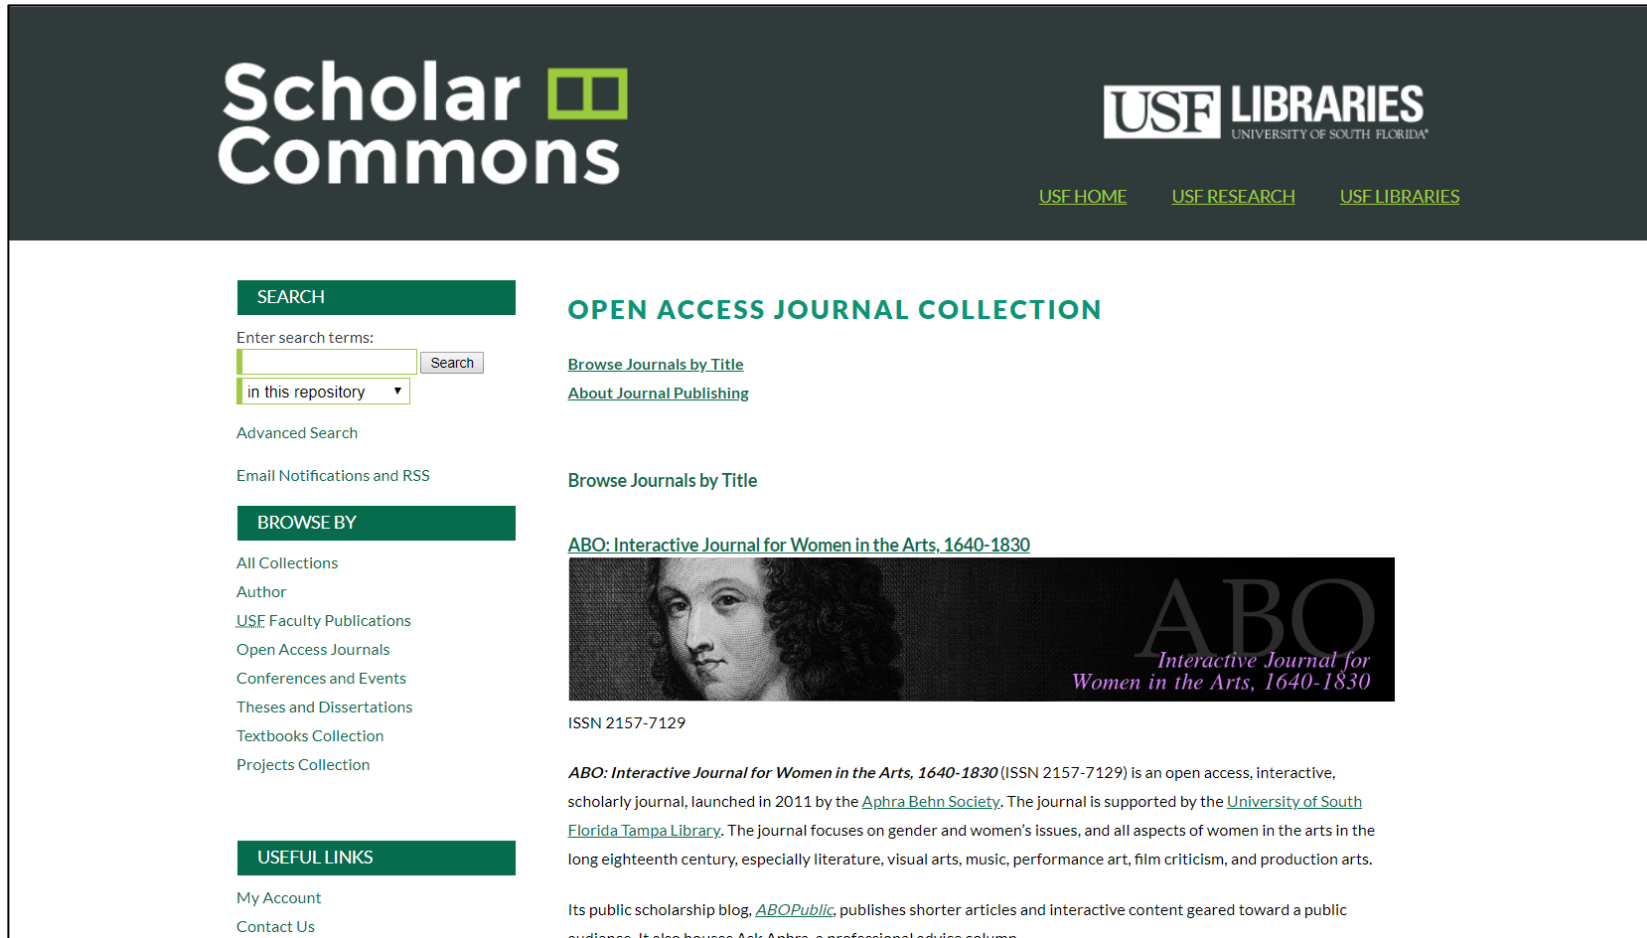 Scholar
Commons
USF LIBRARIES
UNIVERSITY OF SOUTH FLORIDA®
USF HOME USF RESEARCH USF LIBRARIES
SEARCH
Enter search terms:
Search
in this repository
Advanced Search
Email Notifications and RSS
BROWSE BY
All Collections
Author
USF Faculty Publications
Open Access Journals
Conferences and Events
Theses and Dissertations
Textbooks Collection
Projects Collection
USEFUL LINKS
My Account
Contact Us
OPEN ACCESS JOURNAL COLLECTION
Browse Journals by Title
About Journal Publishing
Browse Journals by Title
ABO: Interactive Journal for Women in the Arts, 1640-1830
ABO
Interactive Journal for
Women in the Arts, 1640-1830
ISSN 2157-7129
ABO: Interactive Journal for Women in the Arts, 1640-1830 (ISSN 2157-7129) is an open access, interactive,
scholarly journal, launched in 2011 by the Aphra Behn Society. The journal is supported by the University of South
Florida Tampa Library. The journal focuses on gender and women's issues, and all aspects of women in the arts in the
long eighteenth century, especially literature, visual arts, music, performance art, film criticism, and production arts.
Its public scholarship blog, ABOPublic, publishes shorter articles and interactive content geared toward a public
audience. It also houses Ask Aphra, a professional advice column.